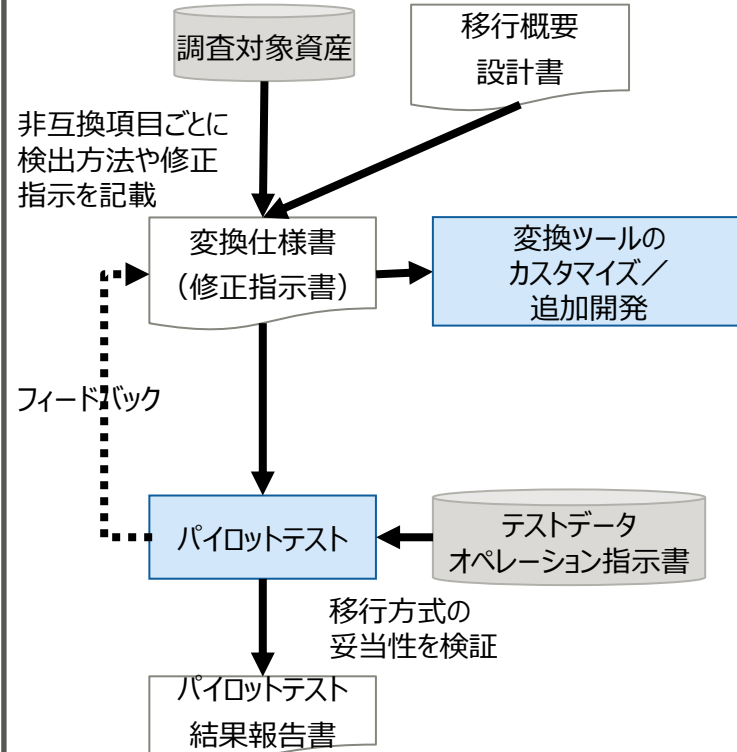 調査対象資産
移行概要
設計書
非互換項目ごとに
検出方法や修正
指示を記載
変換仕様書
（修正指示書）
変換ツールの
カスタマイズ／
追加開発
フィードバック
パイロットテスト
テストデータ
オペレーション指示書
移行方式の
妥当性を検証
パイロットテスト
結果報告書